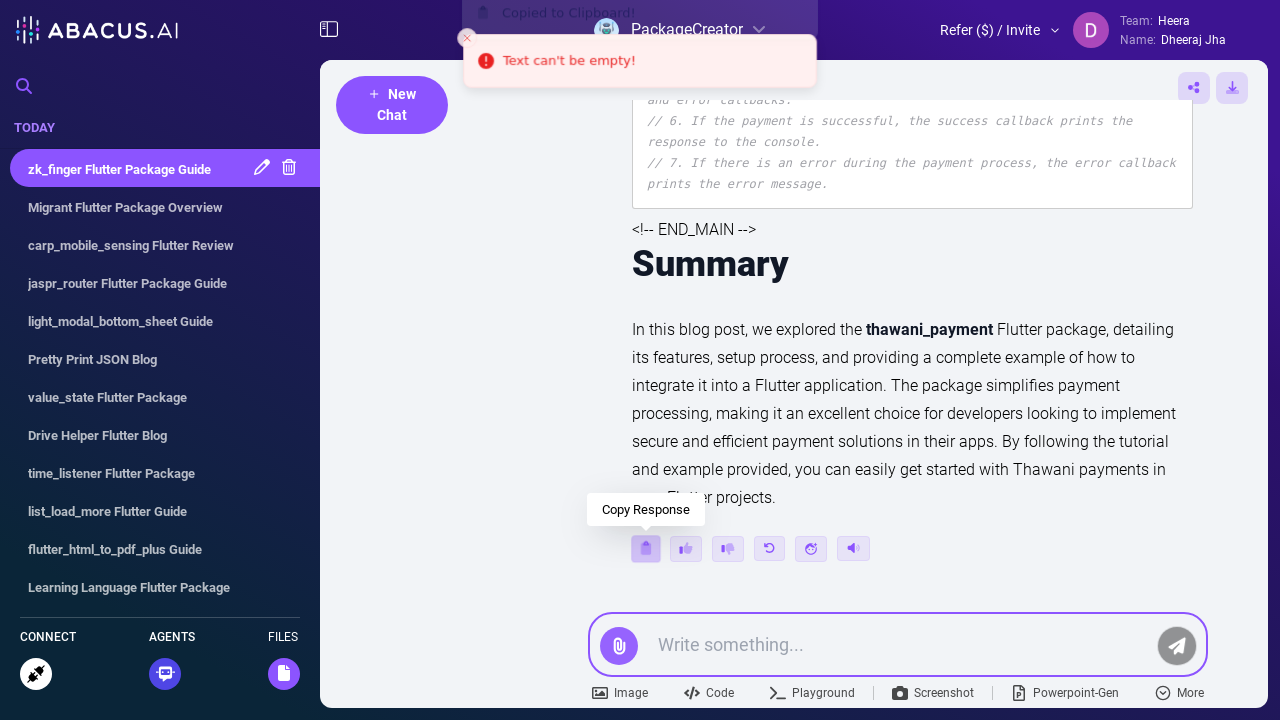 ABACUS.AI
TODAY
zk_finger Flutter Package Guide
Migrant Flutter Package Overview
carp_mobile_sensing Flutter Review
jaspr_router Flutter Package Guide
light_modal_bottom_sheet Guide
Pretty Print JSON Blog
value_state Flutter Package
Drive Helper Flutter Blog
time_listener Flutter Package
list_load_more Flutter Guide
flutter_html_to_pdf_plus Guide
Learning Language Flutter Package
CONNECT
AGENTS
FILES
Copied to Clipboard!
PackageCreator
Text can't be empty!
Refer ($) / Invite
D
Team: Heera
Name: Dheeraj Jha
+ New
Chat
and error callbacks.
// 6. If the payment is successful, the success callback prints the
response to the console.
// 7. If there is an error during the payment process, the error callback
prints the error message.
<!-- END_MAIN -->
Summary
In this blog post, we explored the thawani_payment Flutter package, detailing
its features, setup process, and providing a complete example of how to
integrate it into a Flutter application. The package simplifies payment
processing, making it an excellent choice for developers looking to implement
secure and efficient payment solutions in their apps. By following the tutorial
and example provided, you can easily get started with Thawani payments in
Flutter projects.
Copy Response
Write something...
Image
Code
Playground
Screenshot
Powerpoint-Gen
More